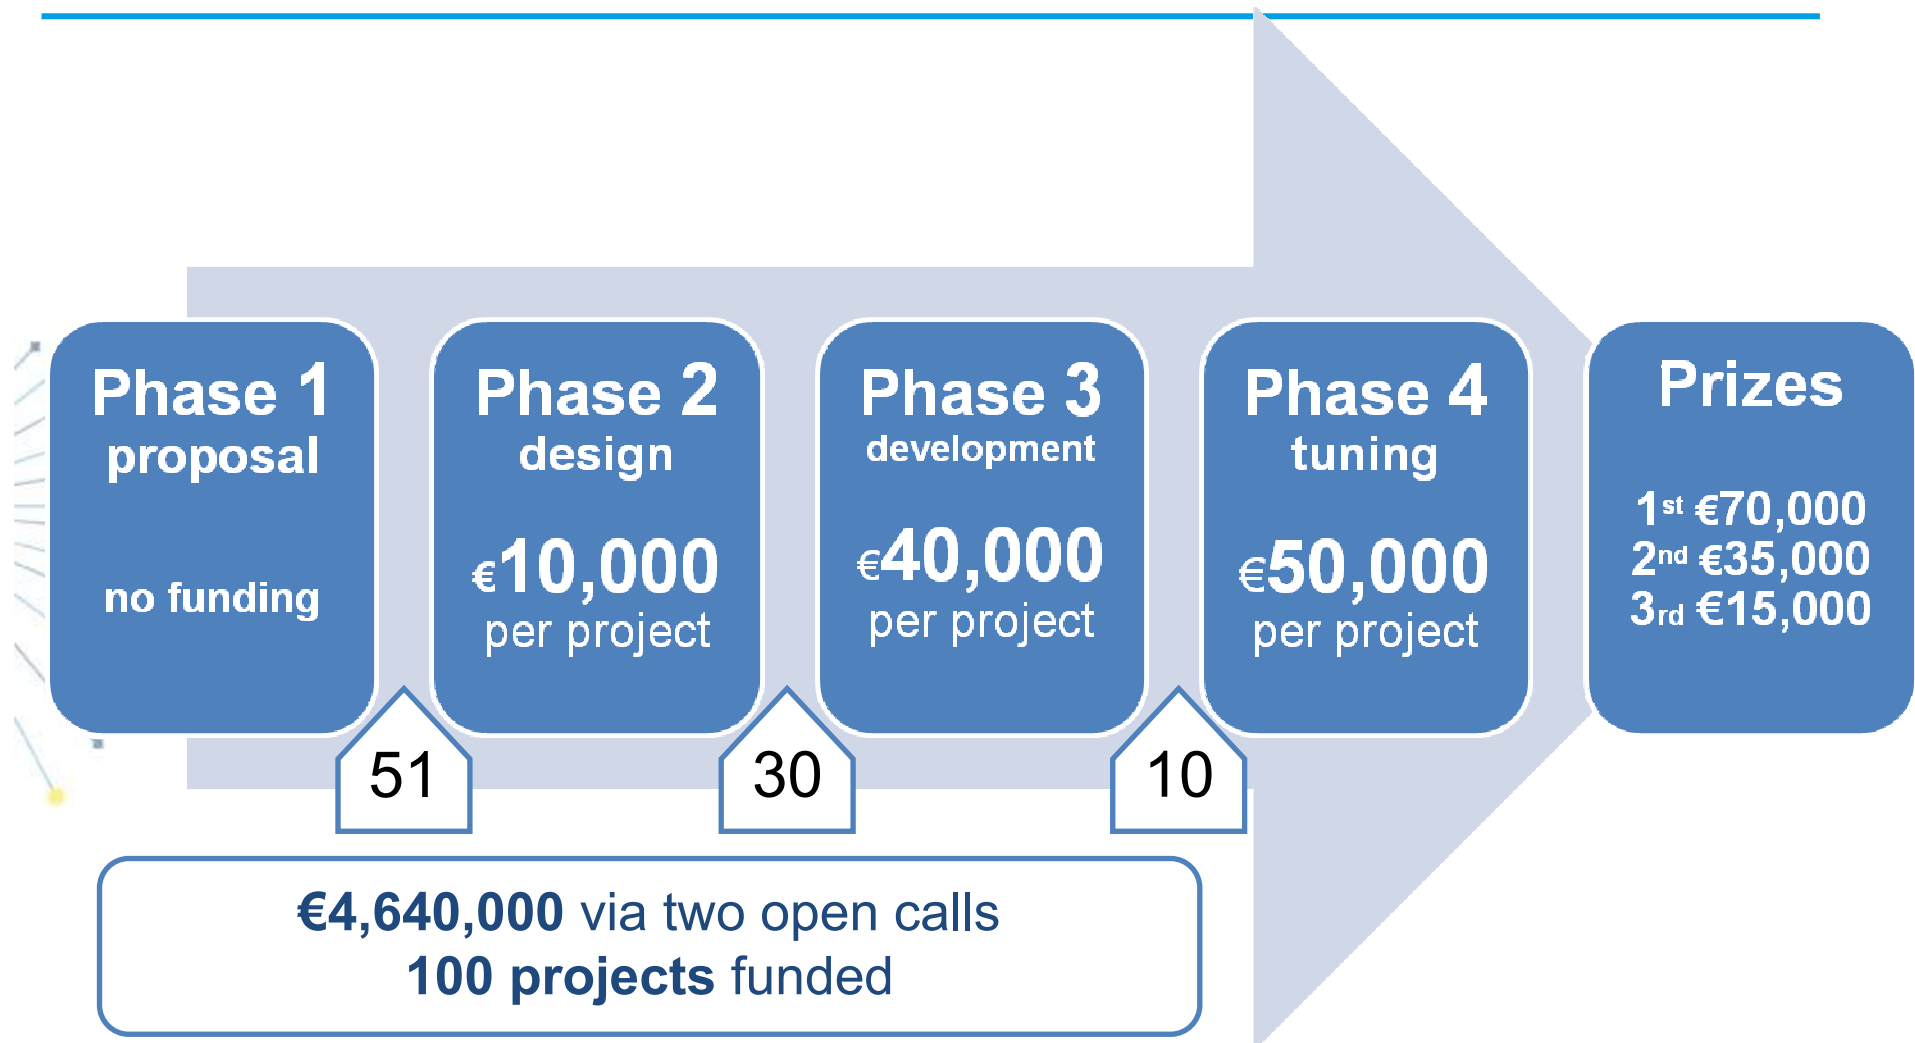 Phase 1
proposal
no funding
Phase 2
design
€10,000
per project
Phase 3
development
€40,000
per project
Phase 4
tuning
€50,000
per project
Prizes
1st €70,000
2nd €35,000
3rd €15,000
51
30
10
€4,640,000 via two open calls
100 projects funded